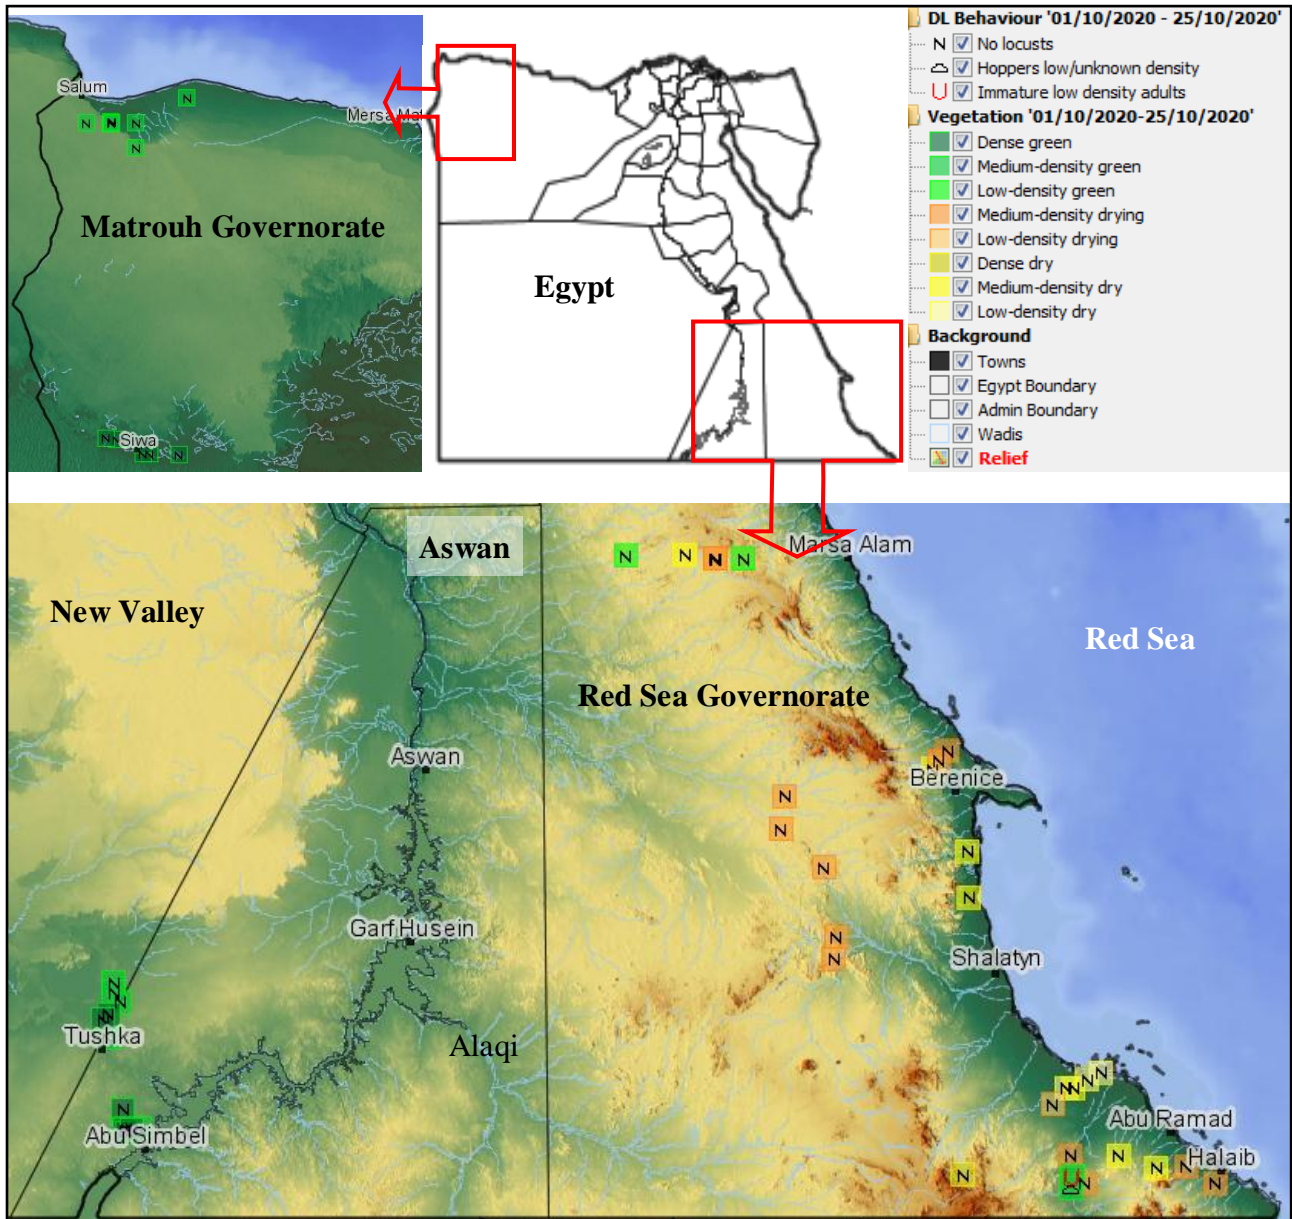 Salum
Mersa Mat
Matrouh Governorate
Siwa
Egypt
DL Behaviour '01/10/2020 - 25/10/2020'
N No locusts
Hoppers low/unknown density
Immature low density adults
Vegetation '01/10/2020-25/10/2020'
Dense green
Medium-density green
Low-density green
Medium-density drying
Low-density drying
Dense dry
Medium-density dry
Low-density dry
Background
Towns
Egypt Boundary
Admin Boundary
Wadis
Relief
Aswan
Marsa Alam
New Valley
Red Sea
Red Sea Governorate
Aswan
Berenice
Garf Husein
Shalatyn
Tushka
Alaqi
Abu Simbel
Abu Ramad
Halaib